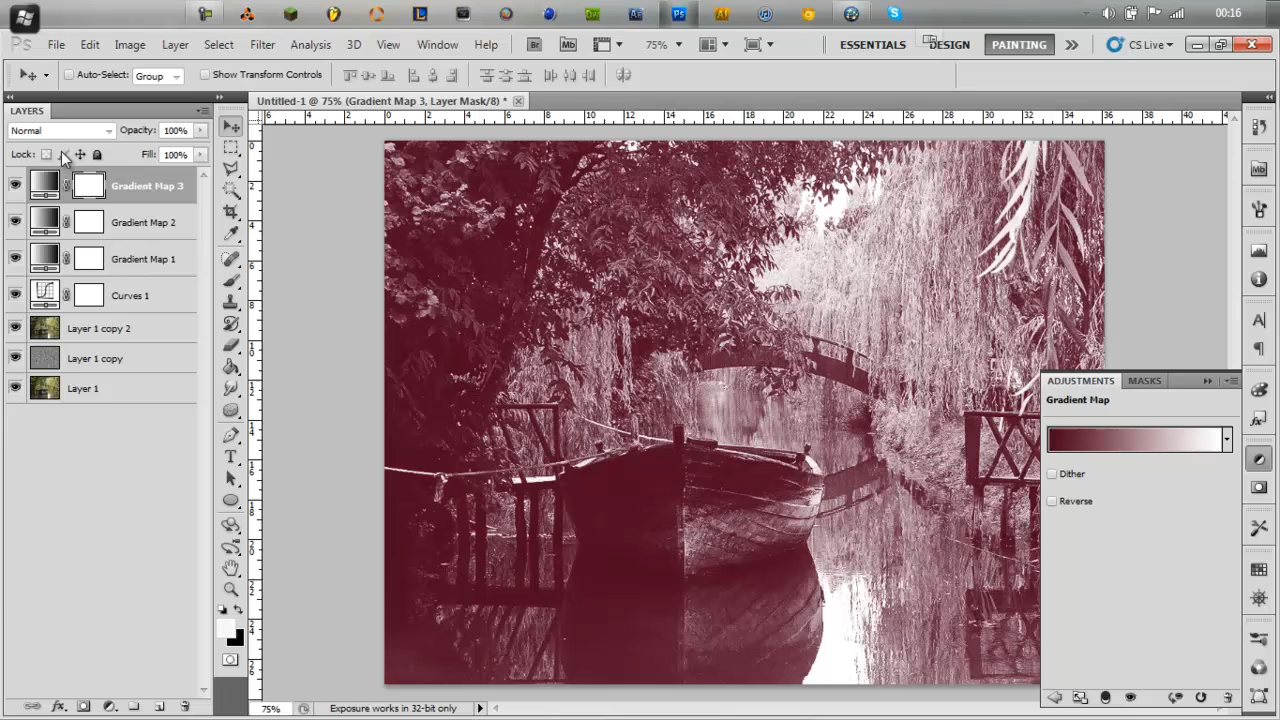 00:16
Ps File Edit Image Layer Select Filter Analysis 3D View Window Help Br Mb 75% ESSENTIALS DESIGN PAINTING CS Live
Auto-Select: Group Show Transform Controls
LAYERS
Untitled-1 @ 75% (Gradient Map 3, Layer Mask/8) *
Normal Opacity: 100%
Lock: Fill: 100%
Gradient Map 3
Gradient Map 2
Gradient Map 1
Curves 1
Layer 1 copy 2
Layer 1 copy
Layer 1
ADJUSTMENTS MASKS
Gradient Map
Dither
Reverse
75% Exposure works in 32-bit only